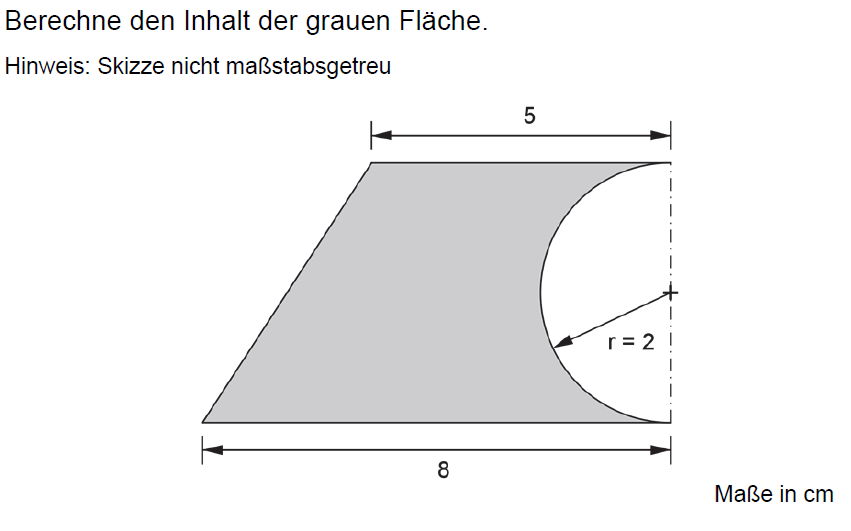 Berechne den Inhalt der grauen Fläche.
Hinweis: Skizze nicht maßstabsgetreu
5
r = 2
8
Maße in cm